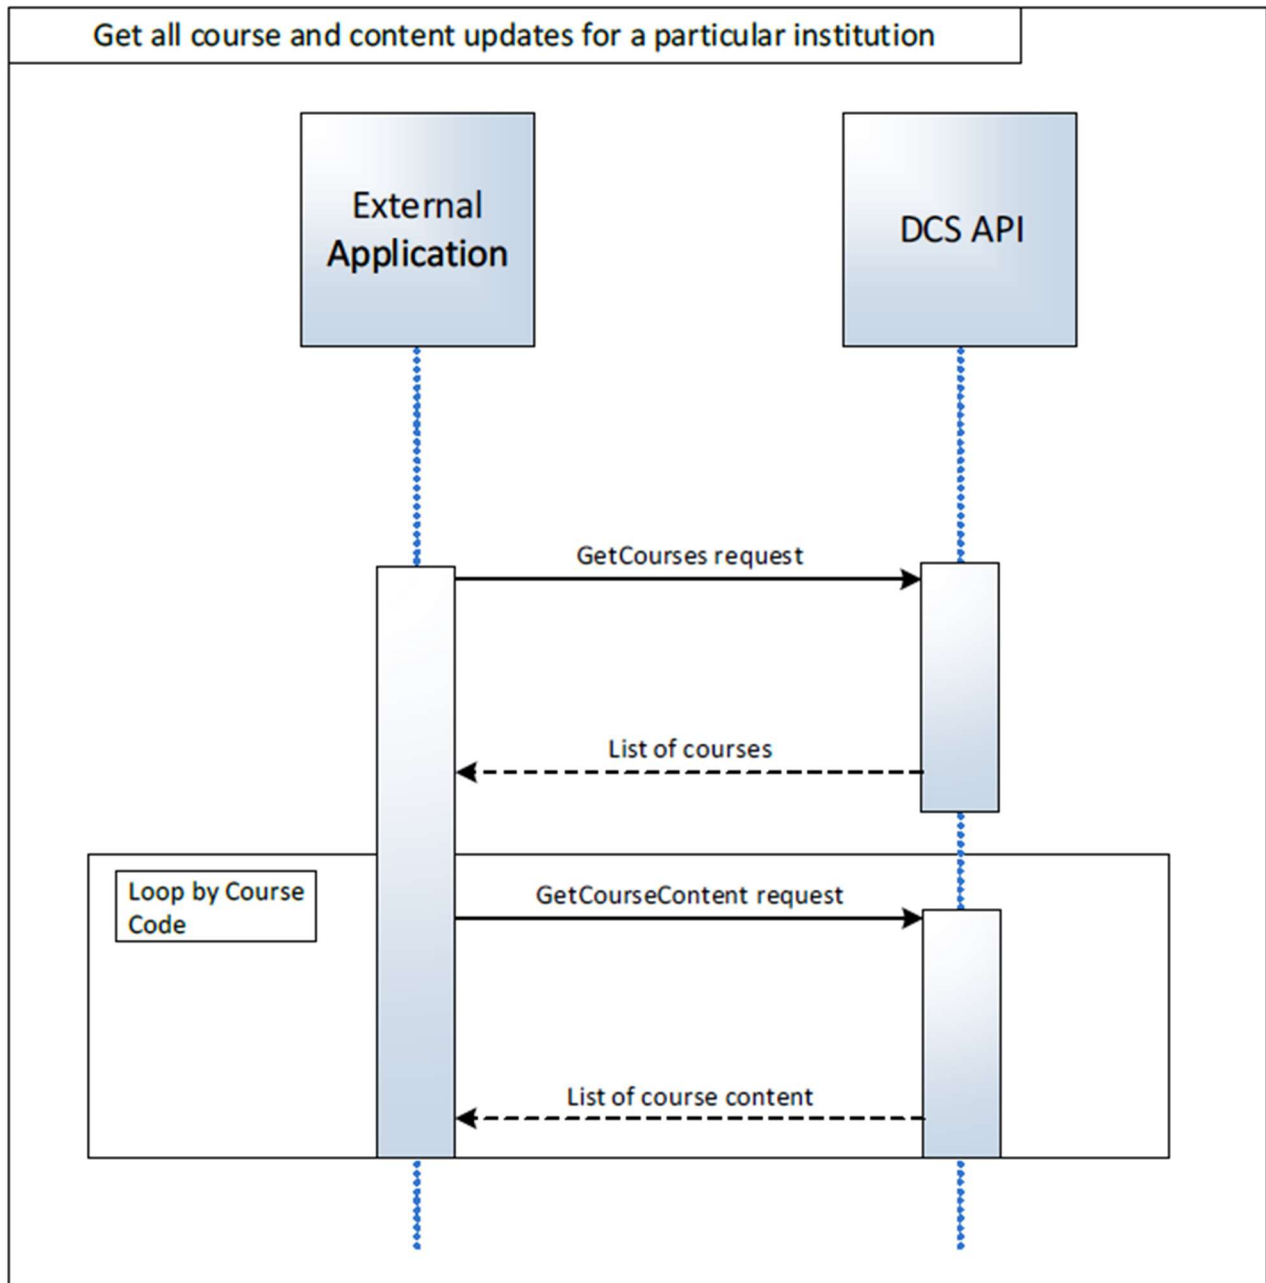 Get all course and content updates for a particular institution
External
Application
DCS API
GetCourses request
List of courses
Loop by Course
Code
GetCourseContent request
List of course content